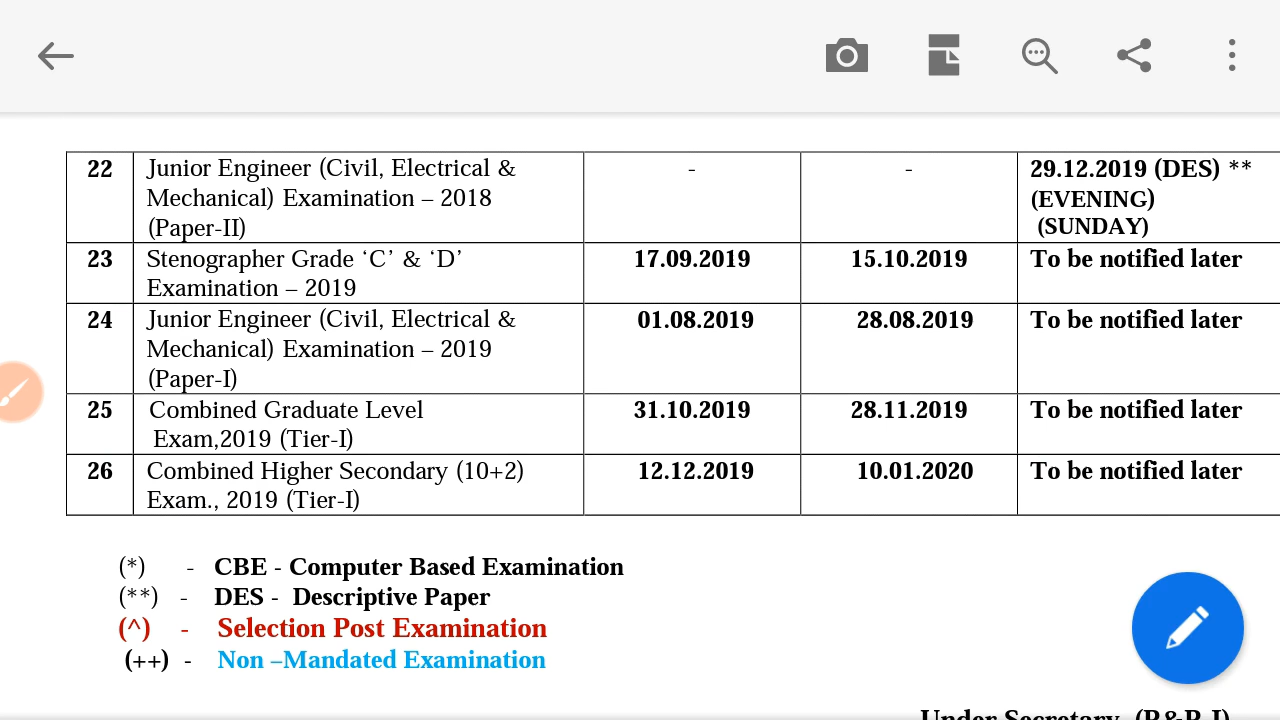 22 Junior Engineer (Civil, Electrical & - - 29.12.2019 (DES) **
Mechanical) Examination – 2018 (EVENING)
(Paper-II) (SUNDAY)
23 Stenographer Grade ‘C’ & ‘D’ 17.09.2019 15.10.2019 To be notified later
Examination – 2019
24 Junior Engineer (Civil, Electrical & 01.08.2019 28.08.2019 To be notified later
Mechanical) Examination – 2019
(Paper-I)
25 Combined Graduate Level 31.10.2019 28.11.2019 To be notified later
Exam,2019 (Tier-I)
26 Combined Higher Secondary (10+2) 12.12.2019 10.01.2020 To be notified later
Exam., 2019 (Tier-I)
(*) - CBE - Computer Based Examination
(**) - DES - Descriptive Paper
(^) - Selection Post Examination
(++) - Non –Mandated Examination
Under Secretary (P&P-I)